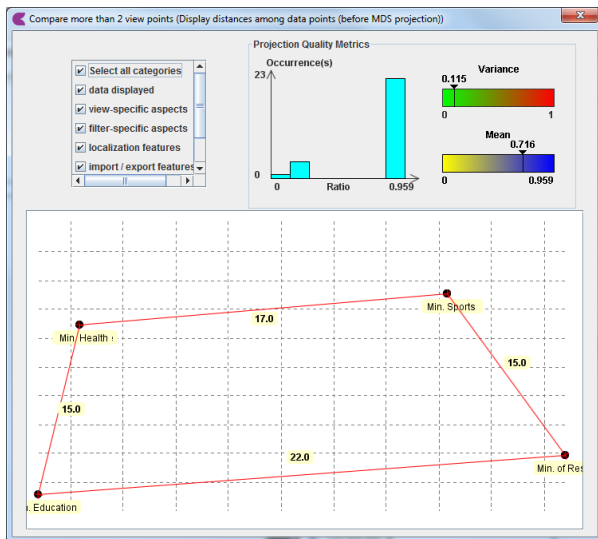 Compare more than 2 view points (Display distances among data points (before MDS projection))
Select all categories
data displayed
view-specific aspects
filter-specific aspects
localization features
import / export features
Projection Quality Metrics
Occurrence(s)
23
0
0 Ratio 0.959
Variance
0.115
0 1
Mean
0.716
0 0.959
17.0
Min. Sports
Min. Health
15.0
15.0
22.0
Min. of Res
. Education